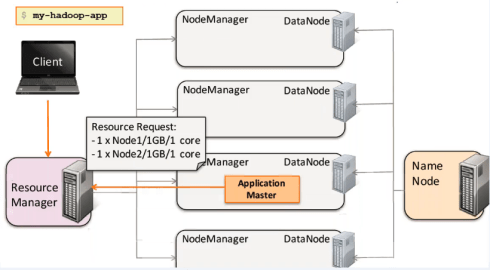 $ my-hadoop-app
Client
NodeManager DataNode
NodeManager DataNode
Resource Request:
- 1 x Node1/1GB/1 core
- 1 x Node2/1GB/1 core
NodeManager DataNode
Application
Master
Resource
Manager
Name
Node
NodeManager DataNode